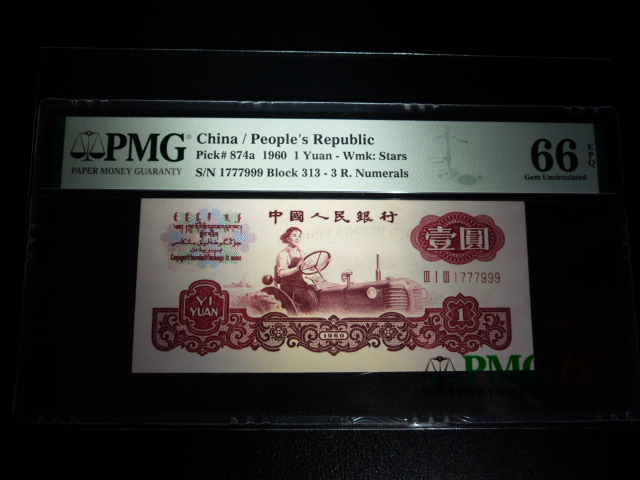 PMG
PAPER MONEY GUARANTY
China / People's Republic
Pick# 874a 1960 1 Yuan - Wmk: Stars
S/N 1777999 Block 313 - 3 R. Numerals
66 EPQ
Gem Uncirculated
中國人民銀行
壹圓
III I III 1777999
YI
YUAN
1960
1
PMG 15